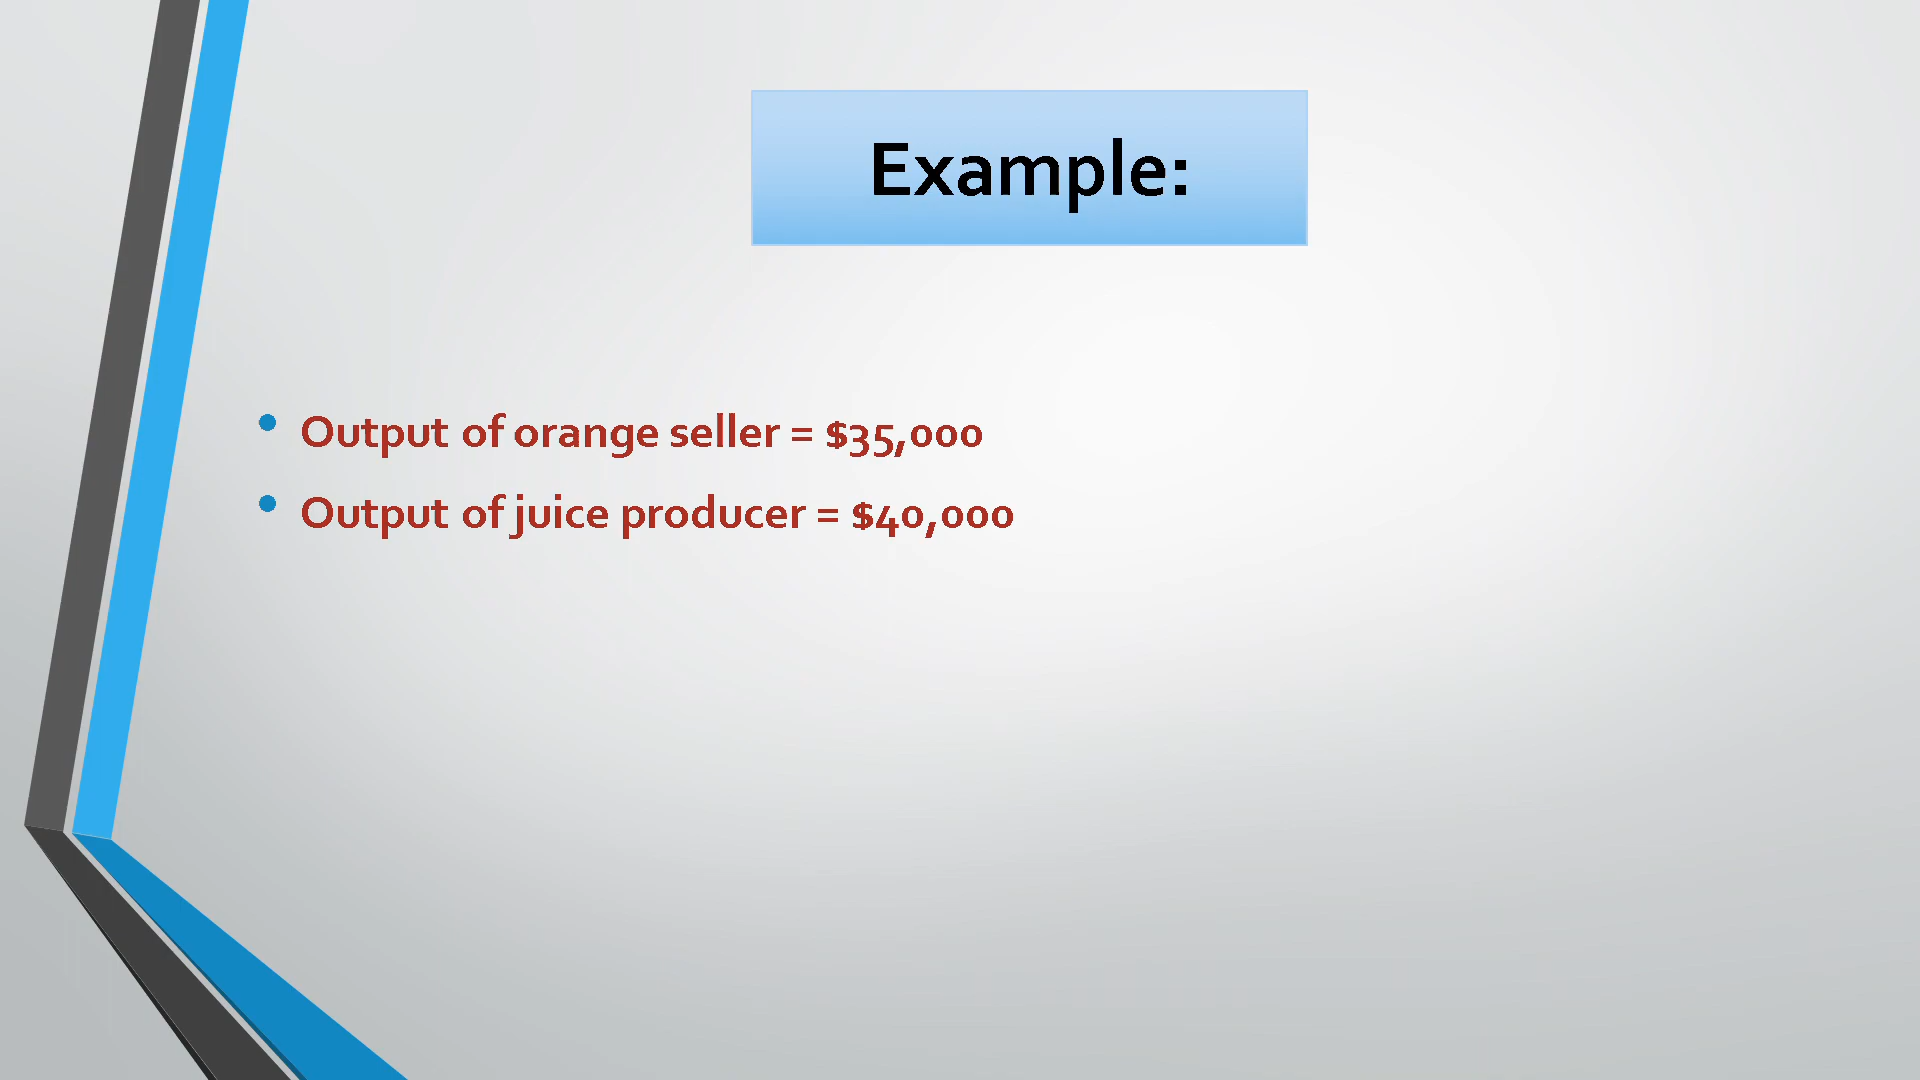 Example:
• Output of orange seller = $35,000
• Output of juice producer = $40,000